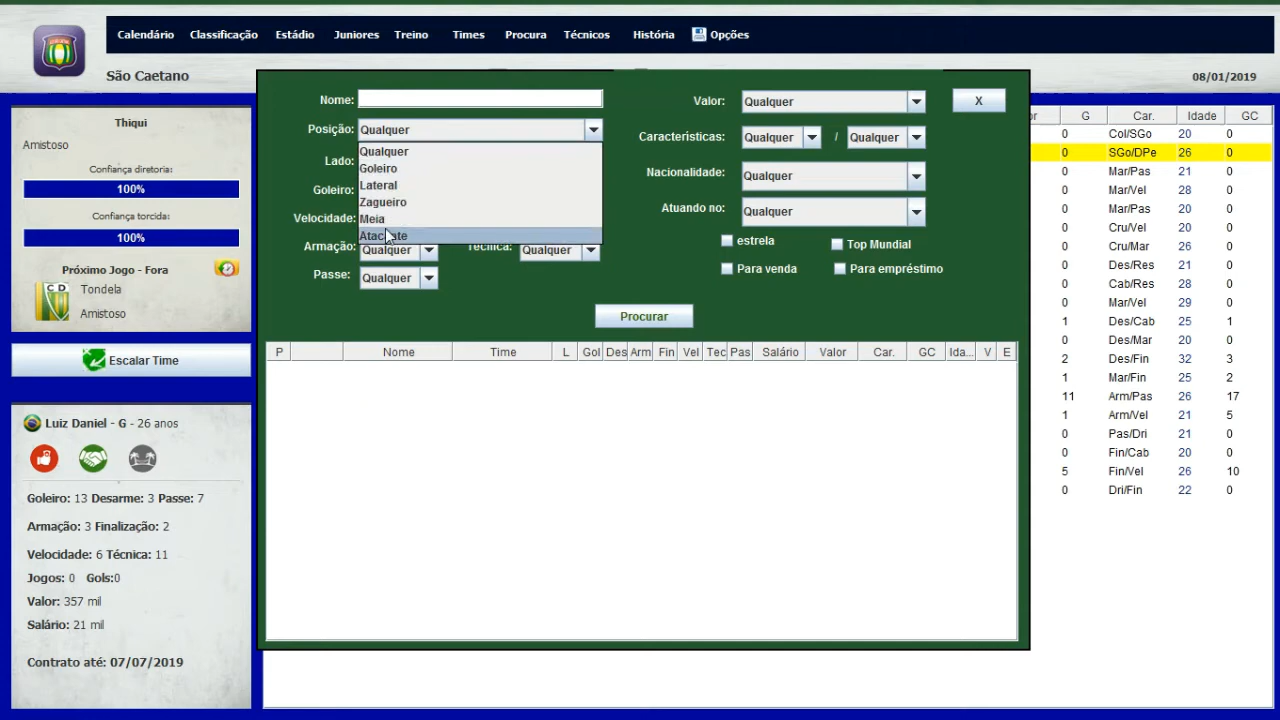 Calendário Classificação Estádio Juniores Treino Times Procura Técnicos História Opções
São Caetano
08/01/2019
Thiqui
Amistoso
Confiança diretoria:
100%
Confiança torcida:
100%
Próximo Jogo - Fora
CD
Tondela
Amistoso
Escalar Time
Luiz Daniel - G - 26 anos
Goleiro: 13 Desarme: 3 Passe: 7
Armação: 3 Finalização: 2
Velocidade: 6 Técnica: 11
Jogos: 0 Gols:0
Valor: 357 mil
Salário: 21 mil
Contrato até: 07/07/2019
Nome:
Posição: Qualquer
Qualquer
Goleiro
Lateral
Zagueiro
Meia
Lado:
Goleiro:
Velocidade:
Armação: Qualquer
Técnica: Qualquer
Passe: Qualquer
Valor: Qualquer
X
Características: Qualquer / Qualquer
Nacionalidade: Qualquer
Atuando no: Qualquer
estrela Top Mundial
Para venda Para empréstimo
Procurar
P Nome Time L Gol Des Arm Fin Vel Tec Pas Salário Valor Car. GC Ida... V E
G Car. Idade GC
0 Col/SGo 20 0
0 SGo/DPe 26 0
0 Mar/Pas 21 0
0 Mar/Vel 28 0
0 Mar/Pas 20 0
0 Cru/Vel 20 0
0 Cru/Mar 26 0
0 Des/Res 21 0
0 Cab/Res 28 0
0 Mar/Vel 29 0
1 Des/Cab 25 1
0 Des/Mar 20 0
2 Des/Fin 32 3
1 Mar/Fin 25 2
11 Arm/Pas 26 17
1 Arm/Vel 21 5
0 Pas/Dri 21 0
0 Fin/Cab 20 0
5 Fin/Vel 26 10
0 Dri/Fin 22 0